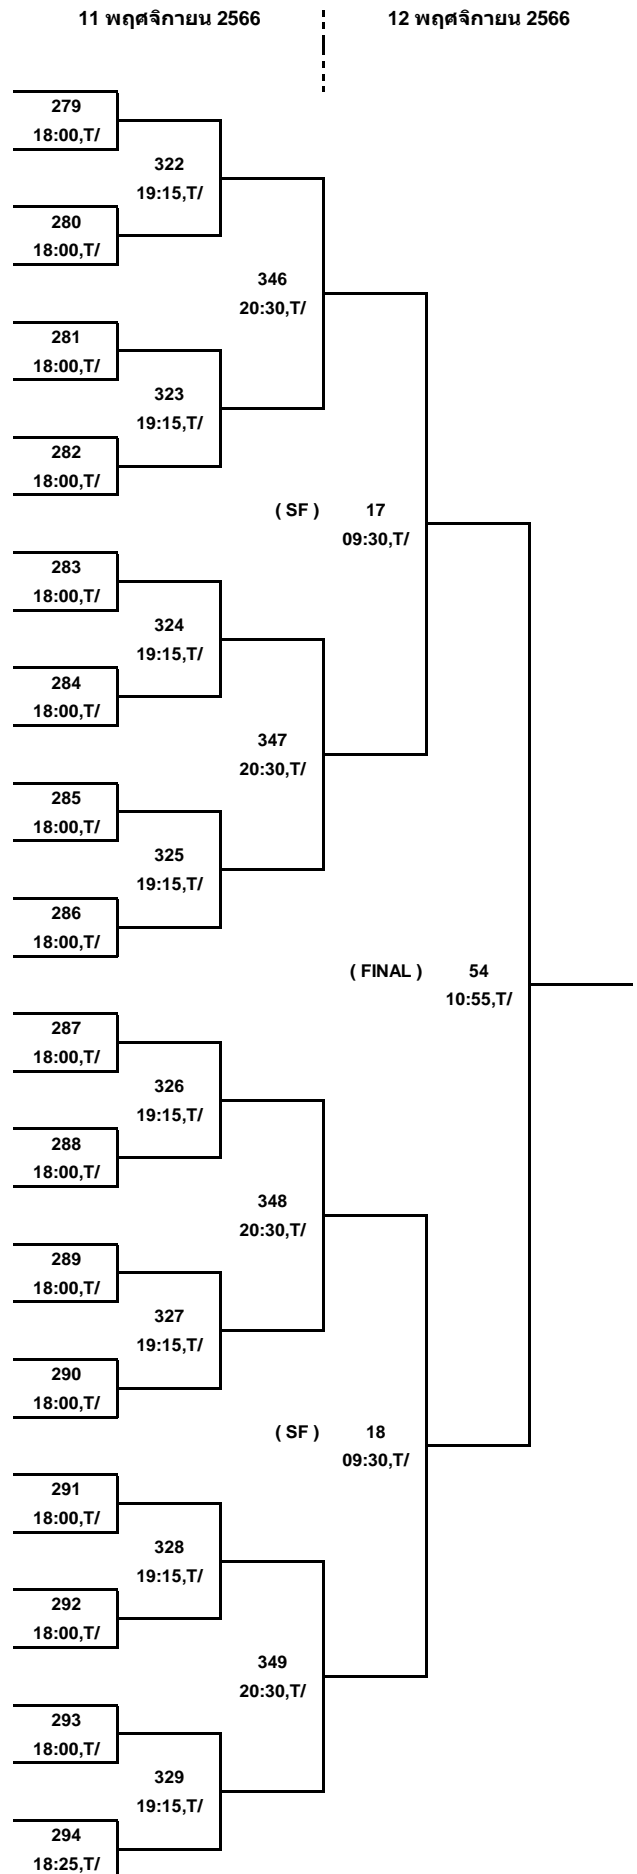 11 พฤศจิกายน 2566 12 พฤศจิกายน 2566
279
18:00,T/
322
19:15,T/
280
18:00,T/
346
20:30,T/
281
18:00,T/
323
19:15,T/
282
18:00,T/
( SF ) 17
09:30,T/
283
18:00,T/
324
19:15,T/
284
18:00,T/
347
20:30,T/
285
18:00,T/
325
19:15,T/
286
18:00,T/
( FINAL ) 54
10:55,T/
287
18:00,T/
326
19:15,T/
288
18:00,T/
348
20:30,T/
289
18:00,T/
327
19:15,T/
290
18:00,T/
( SF ) 18
09:30,T/
291
18:00,T/
328
19:15,T/
292
18:00,T/
349
20:30,T/
293
18:00,T/
329
19:15,T/
294
18:25,T/